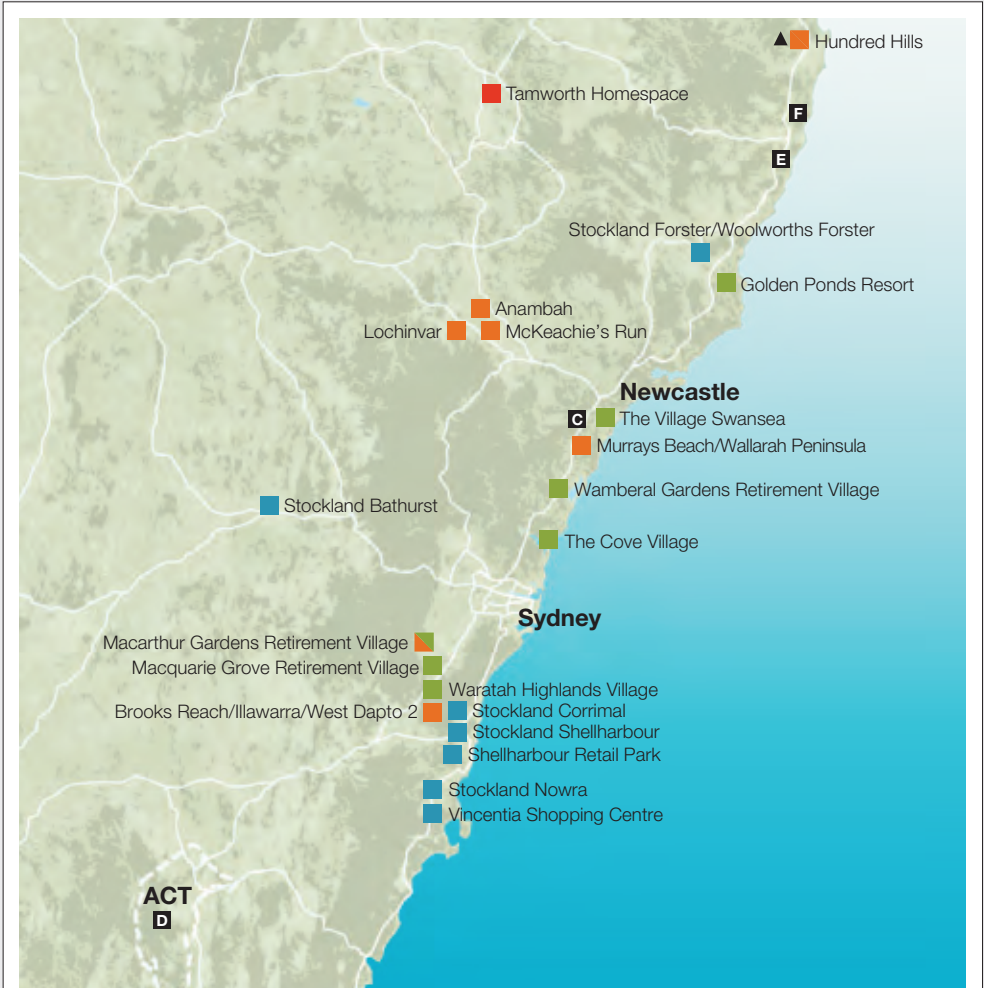 Hundred Hills
Tamworth Homespace
F
E
Stockland Forster/Woolworths Forster
Golden Ponds Resort
Anambah
Lochinvar
McKeachie's Run
Newcastle
C
The Village Swansea
Murrays Beach/Wallarah Peninsula
Wamberal Gardens Retirement Village
Stockland Bathurst
The Cove Village
Sydney
Macarthur Gardens Retirement Village
Macquarie Grove Retirement Village
Waratah Highlands Village
Brooks Reach/Illawarra/West Dapto 2
Stockland Corrimal
Stockland Shellharbour
Shellharbour Retail Park
Stockland Nowra
Vincentia Shopping Centre
ACT
D